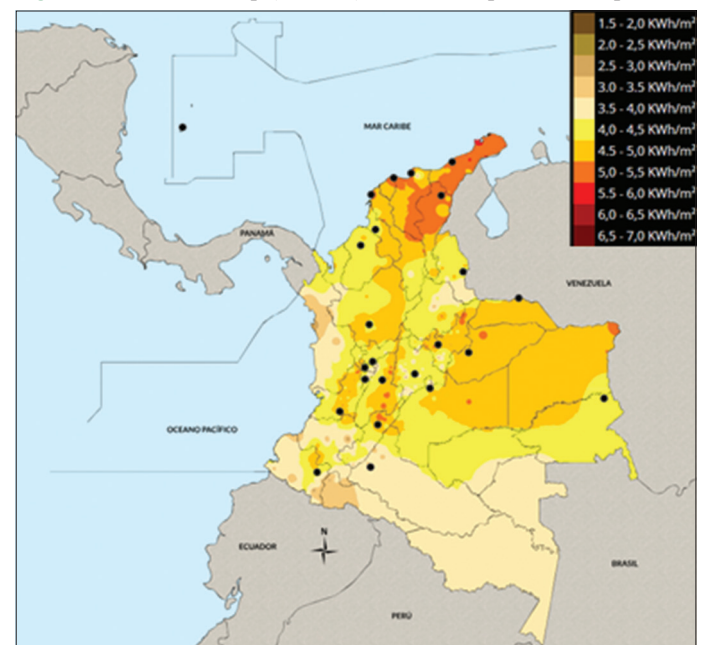 1.5 - 2,0 KWh/m²
2.0 - 2,5 KWh/m²
2.5 - 3,0 KWh/m²
3.0 - 3.5 KWh/m²
3.5 - 4,0 KWh/m²
4,0 - 4,5 KWh/m²
4.5 - 5,0 KWh/m²
5,0 - 5,5 KWh/m²
5.5 - 6,0 KWh/m²
6,0 - 6,5 KWh/m²
6,5 - 7,0 KWh/m²
MAR CARIBE
PANAMÁ
VENEZUELA
OCEANO PACÍFICO
N
ECUADOR
BRASIL
PERÚ